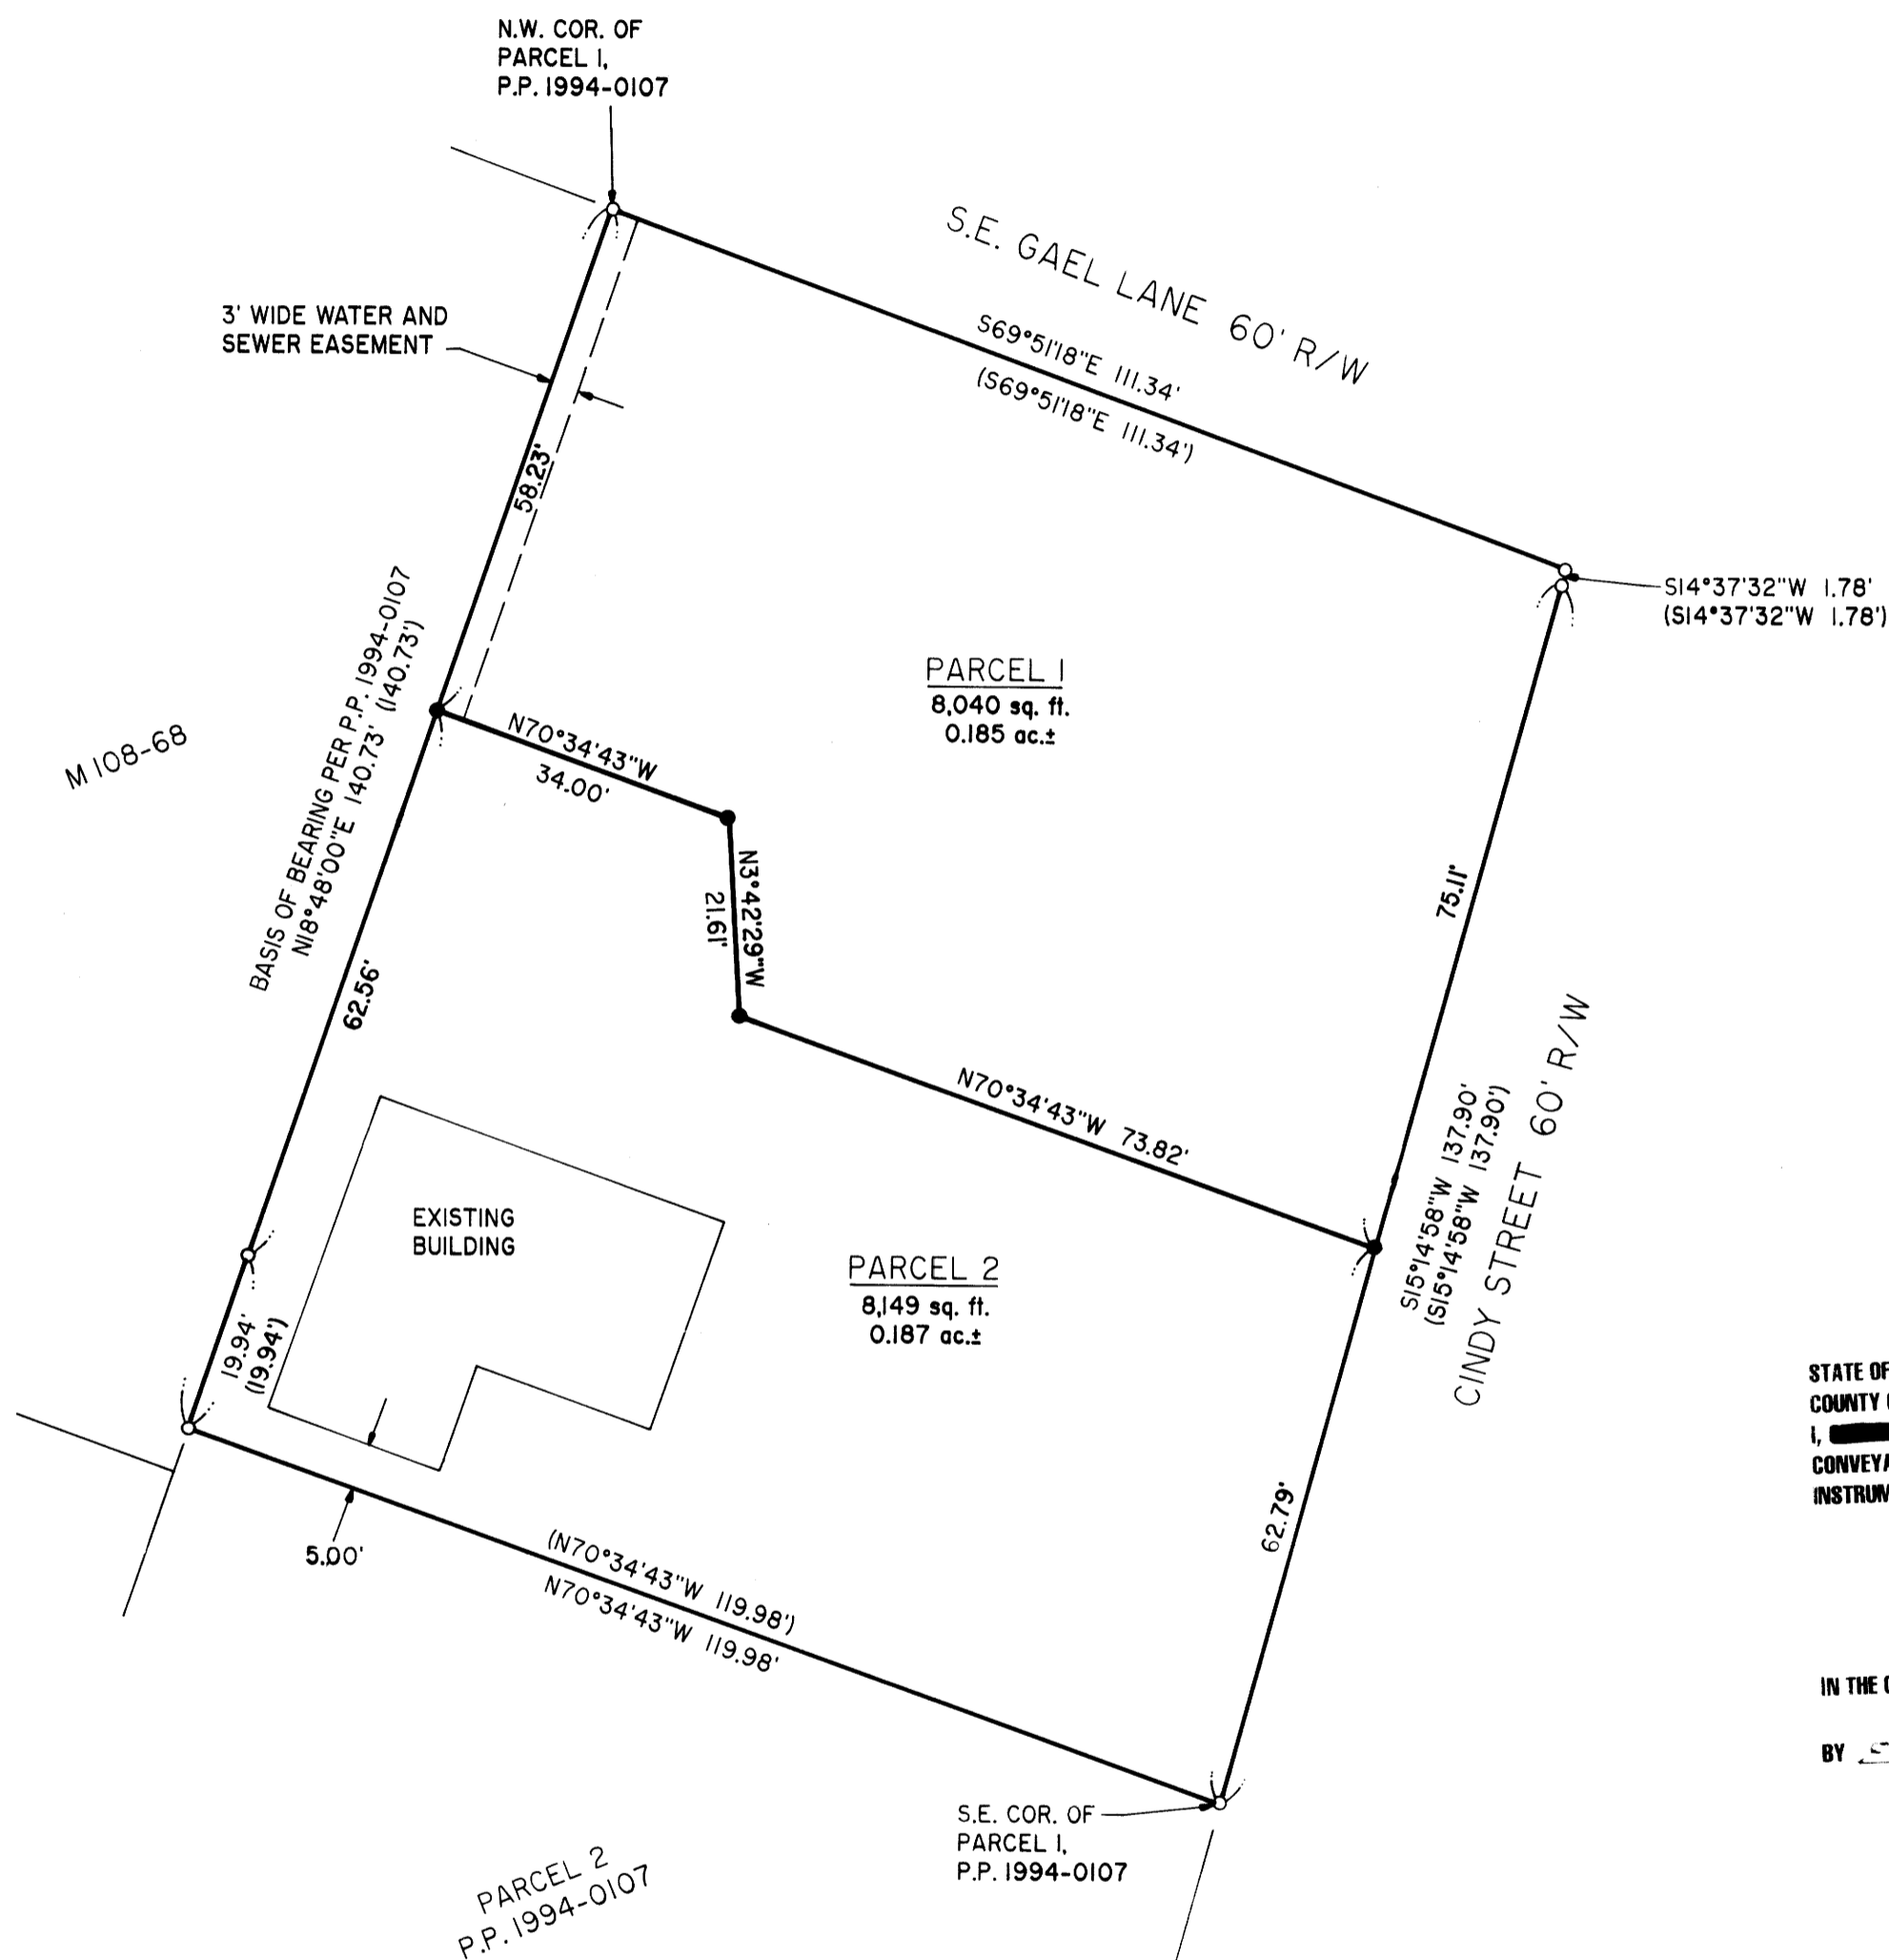 N.W. COR. OF
PARCEL 1,
P.P. 1994-0107
S.E. GAEL LANE 60' R/W
3' WIDE WATER AND
SEWER EASEMENT
S69°51'18"E 111.34'
(S69°51'18"E 111.34')
58.23'
S14°37'32"W 1.78'
(S14°37'32"W 1.78')
BASIS OF BEARING PER P.P. 1994-0107
N18°48'00"E 140.73' (140.73')
PARCEL 1
8,040 sq. ft.
0.185 ac.±
M108-68
N70°34'43"W
34.00'
N3°42'29"W
21.61'
75.11'
62.56'
N70°34'43"W 73.82'
S15°14'58"W 137.90'
(S15°14'58"W 137.90')
CINDY STREET 60' R/W
EXISTING
BUILDING
PARCEL 2
8,149 sq. ft.
0.187 ac.±
19.94'
(19.94')
STATE OF
COUNTY
I,
CONVEYA
INSTRUM
62.79'
5.00'
(N70°34'43"W 119.98')
N70°34'43"W 119.98'
IN THE
BY
S.E. COR. OF
PARCEL 1,
P.P. 1994-0107
PARCEL 2
P.P. 1994-0107